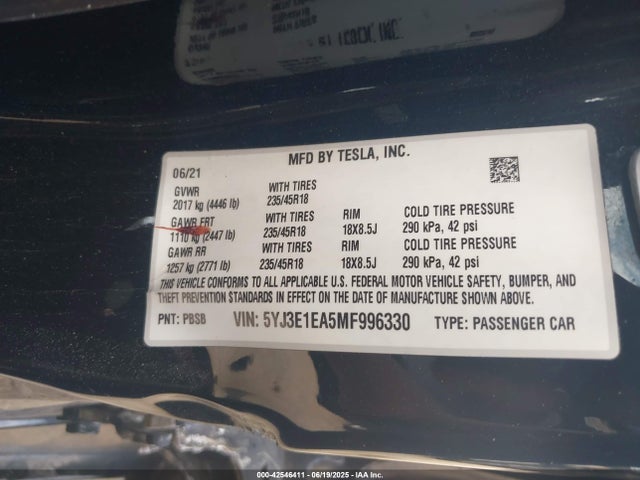 MFD BY TESLA, INC.
06/21
GVWR WITH TIRES
2017 kg (4446 lb) 235/45R18
GAWR FRT WITH TIRES RIM COLD TIRE PRESSURE
1110 kg (2447 lb) 235/45R18 18X8.5J 290 kPa, 42 psi
GAWR RR WITH TIRES RIM COLD TIRE PRESSURE
1257 kg (2771 lb) 235/45R18 18X8.5J 290 kPa, 42 psi
THIS VEHICLE CONFORMS TO ALL APPLICABLE U.S. FEDERAL MOTOR VEHICLE SAFETY, BUMPER, AND
THEFT PREVENTION STANDARDS IN EFFECT ON THE DATE OF MANUFACTURE SHOWN ABOVE.
PNT: PBSB VIN: 5YJ3E1EA5MF996330 TYPE: PASSENGER CAR
000-42546411 - 06/19/2025 - IAA Inc.